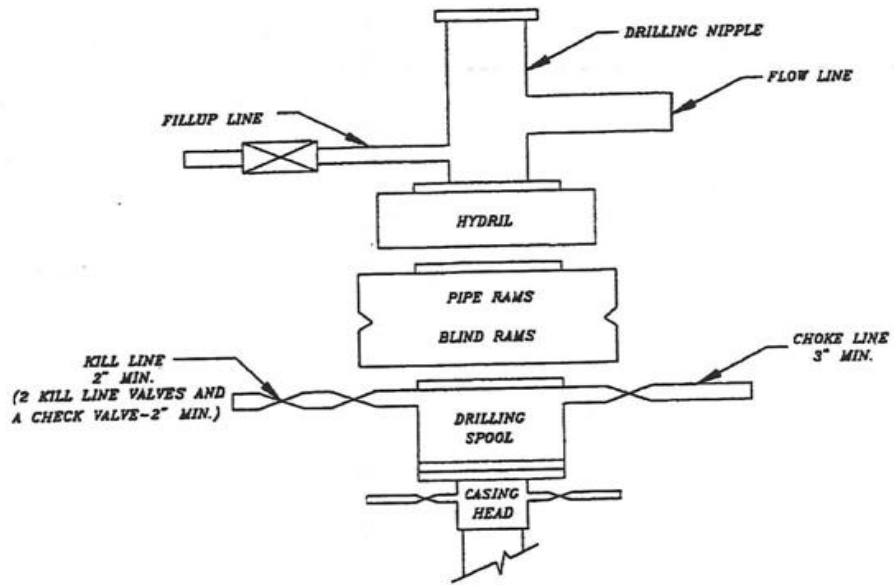 DRILLING NIPPLE
FLOW LINE
FILLUP LINE
HYDRIL
PIPE RAMS
BLIND RAMS
KILL LINE
2" MIN.
(2 KILL LINE VALVES AND
A CHECK VALVE-2" MIN.)
CHOKE LINE
3" MIN.
DRILLING
SPOOL
CASING
HEAD